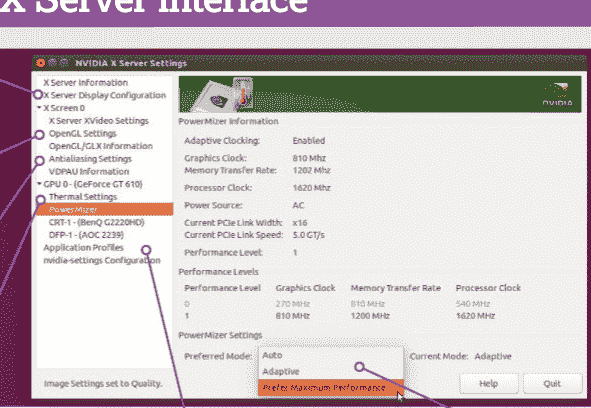 X Server Interface
NVIDIA X Server Settings
X Server Information
X Server Display Configuration
X Screen 0
X Server XVideo Settings
OpenGL Settings
OpenGL/GLX Information
Antialiasing Settings
VDPAU Information
GPU 0 - (GeForce GT 610)
Thermal Settings
PowerMizer
CRT-1 - (BenQ G2220HD)
DFP-1 - (AOC 2239)
Application Profiles
nvidia-settings Configuration
Image Settings set to Quality.
NVIDIA
PowerMizer Information
Adaptive Clocking: Enabled
Graphics Clock: 810 Mhz
Memory Transfer Rate: 1202 Mhz
Processor Clock: 1620 Mhz
Power Source: AC
Current PCIe Link Width: x16
Current PCIe Link Speed: 5.0 GT/s
Performance Level: 1
Performance Levels
Performance Level Graphics Clock Memory Transfer Rate Processor Clock
0 270 MHz 810 MHz 540 MHz
1 810 MHz 1200 MHz 1620 MHz
PowerMizer Settings
Preferred Mode: Auto Current Mode: Adaptive
Adaptive
Prefer Maximum Performance
Help Quit